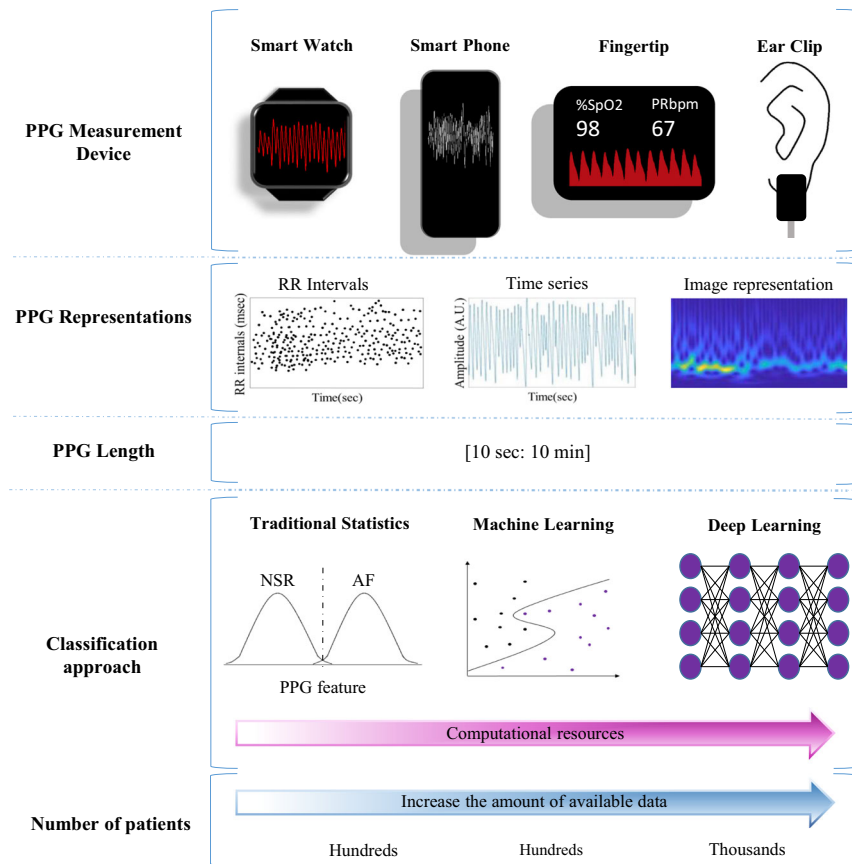 Smart Watch
Smart Phone
Fingertip
Ear Clip
PPG Measurement
Device
%SpO2
PRbpm
98
67
PPG Representations
RR Intervals
Time series
Image representation
RR internals (msec)
Time(sec)
Amplitude (A.U.)
Time(sec)
PPG Length
[10 sec: 10 min]
Classification
approach
Traditional Statistics
Machine Learning
Deep Learning
NSR
AF
PPG feature
Computational resources
Number of patients
Increase the amount of available data
Hundreds
Hundreds
Thousands